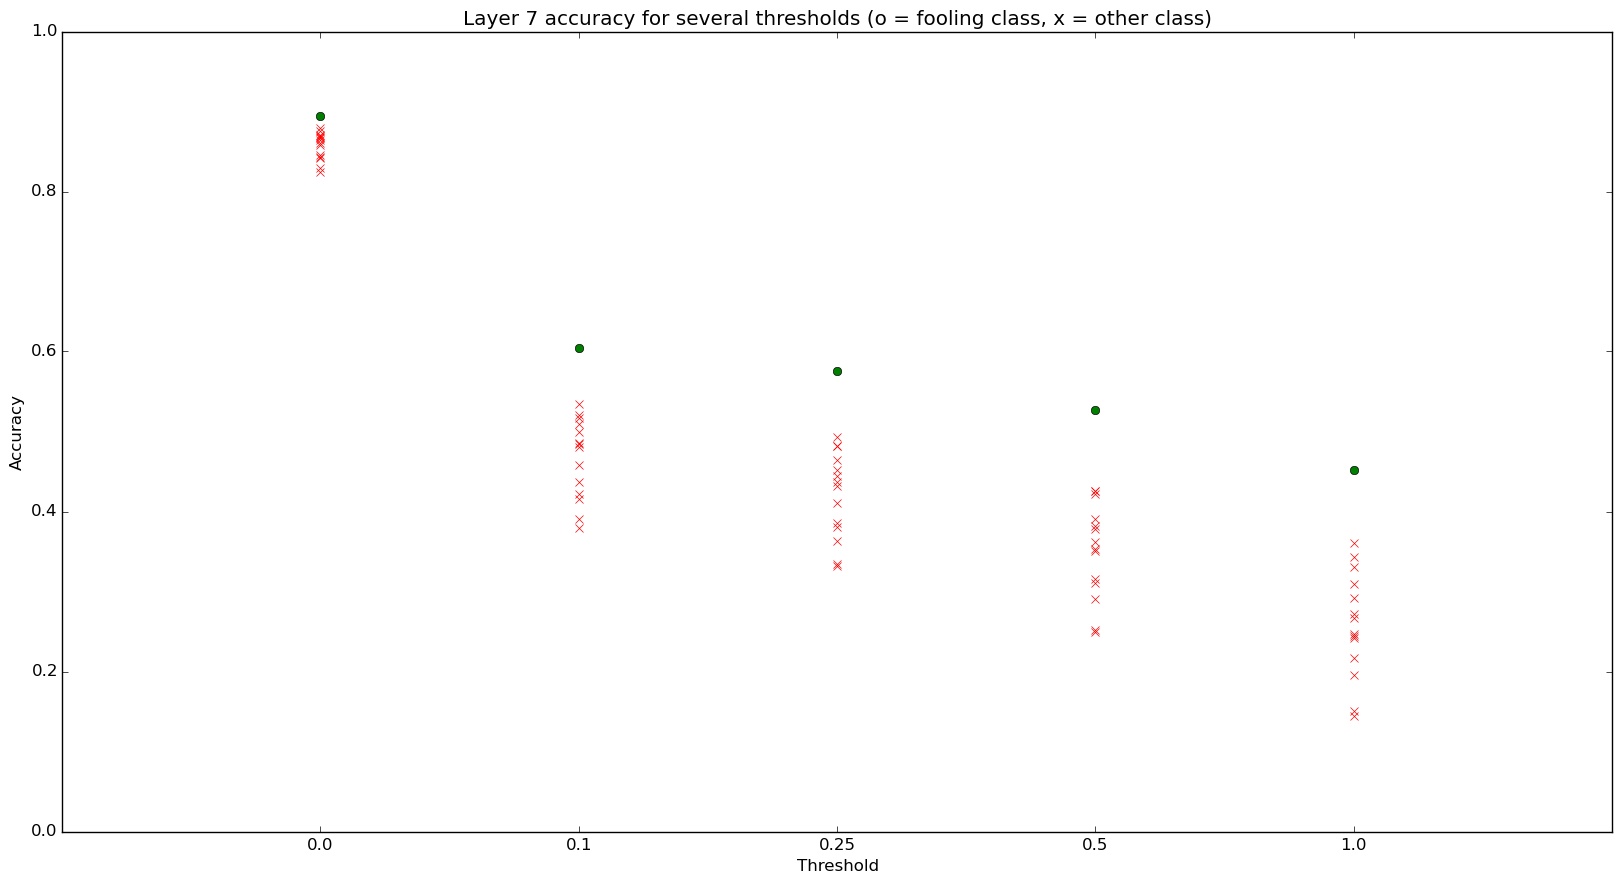 Layer 7 accuracy for several thresholds (o = fooling class, x = other class)
1.0
0.8
0.6
0.4
0.2
0.0
Accuracy
0.0 0.1 0.25 0.5 1.0
Threshold